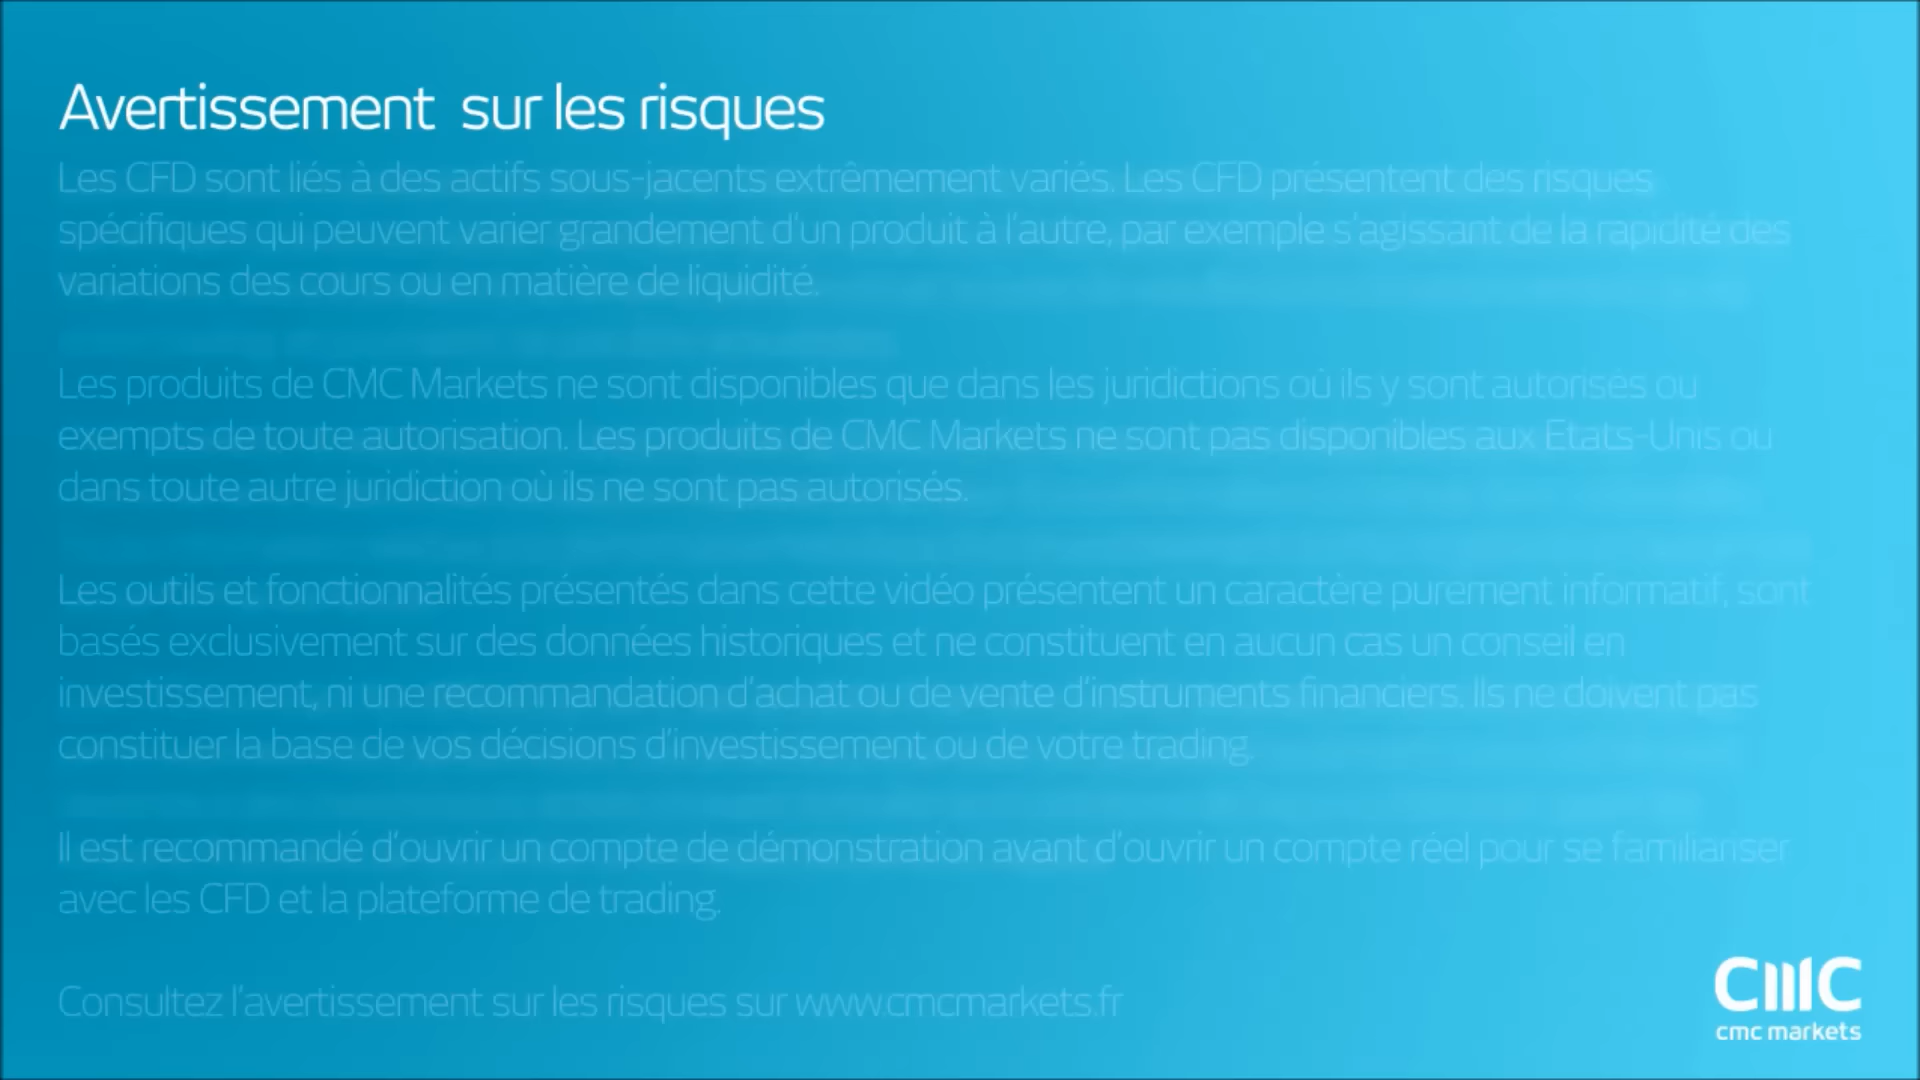 Avertissement sur les risques
Les CFD sont liés à des actifs sous-jacents extrêmement variés. Les CFD présentent des risques
spécifiques qui peuvent varier grandement d'un produit à l'autre, par exemple s'agissant de la rapidité des
variations des cours ou en matière de liquidité.
Les produits de CMC Markets ne sont disponibles que dans les juridictions où ils y sont autorisés ou
exempts de toute autorisation. Les produits de CMC Markets ne sont pas disponibles aux Etats-Unis ou
dans toute autre juridiction où ils ne sont pas autorisés.
Les outils et fonctionnalités présentés dans cette vidéo présentent un caractère purement informatif, sont
basés exclusivement sur des données historiques et ne constituent en aucun cas un conseil en
investissement, ni une recommandation d'achat ou de vente d'instruments financiers. Ils ne doivent pas
constituer la base de vos décisions d'investissement ou de votre trading.
Il est recommandé d'ouvrir un compte de démonstration avant d'ouvrir un compte réel pour se familiariser
avec les CFD et la plateforme de trading.
Consultez l'avertissement sur les risques sur www.cmcmarkets.fr
CMC
cmc markets